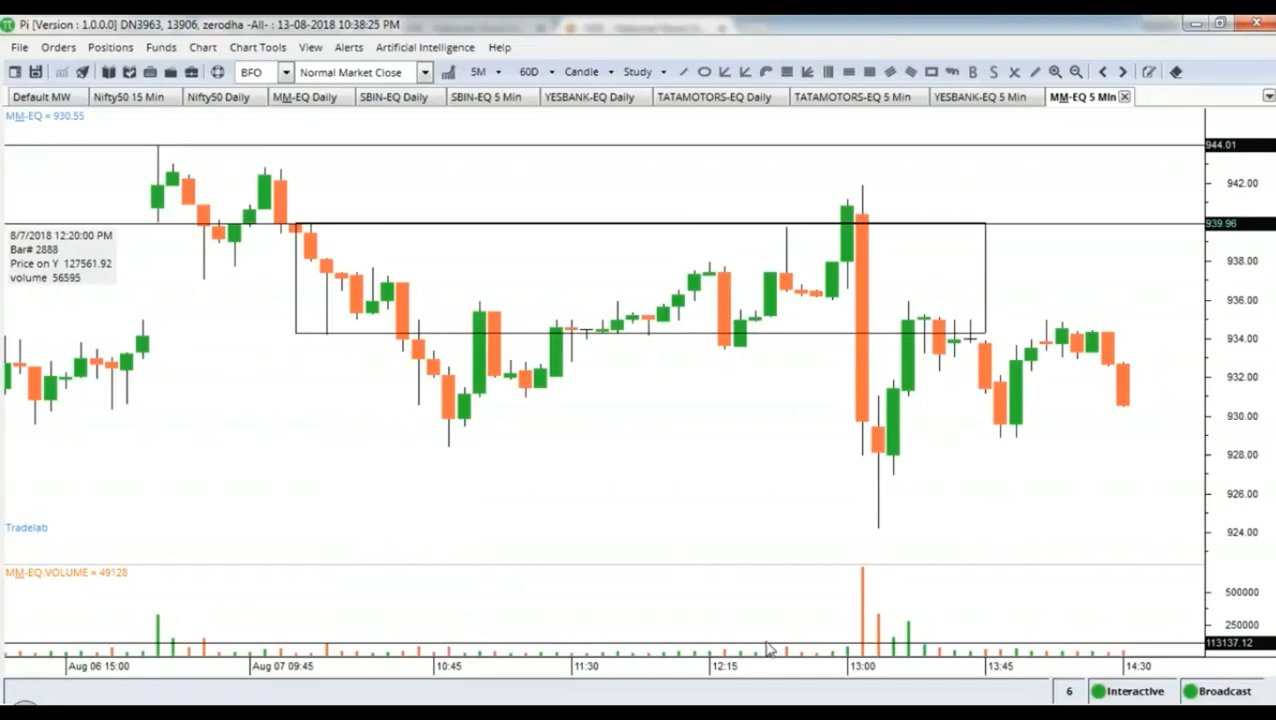 Pi [Version : 1.0.0.0] DN3963, 13906, zerodha -All- : 13-08-2018 10:38:25 PM
File Orders Positions Funds Chart Chart Tools View Alerts Artificial Intelligence Help
BFO Normal Market Close 5M 60D Candle Study B S X
Default MW Nifty50 15 Min Nifty50 Daily MM-EQ Daily SBIN-EQ Daily SBIN-EQ 5 Min YESBANK-EQ Daily TATAMOTORS-EQ Daily TATAMOTORS-EQ 5 Min YESBANK-EQ 5 Min MM-EQ 5 Min
MM-EQ = 930.55
944.01
942.00
939.96
8/7/2018 12:20:00 PM
Bar# 2888
Price on Y 127561.92
volume 56595
938.00
936.00
934.00
932.00
930.00
928.00
926.00
924.00
Tradelab
MM-EQ.VOLUME = 49128
500000
250000
113137.12
Aug 06 15:00 Aug 07 09:45 10:45 11:30 12:15 13:00 13:45 14:30
6 Interactive Broadcast